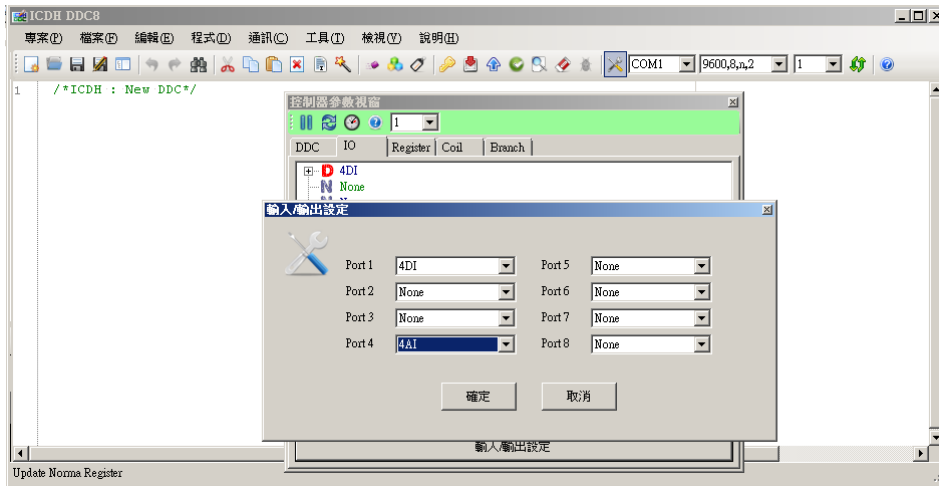 ICDH DDC8
專案(P) 檔案(F) 編輯(E) 程式(D) 通訊(C) 工具(T) 檢視(V) 說明(H)
COM1 9600,8,n,2 1
1 /*ICDH : New DDC*/
控制器參數視窗
1
DDC IO Register Coil Branch
4DI
None
輸入/輸出設定
Port 1 4DI Port 5 None
Port 2 None Port 6 None
Port 3 None Port 7 None
Port 4 4AI Port 8 None
確定 取消
輸入/輸出設定
Update Norma Register